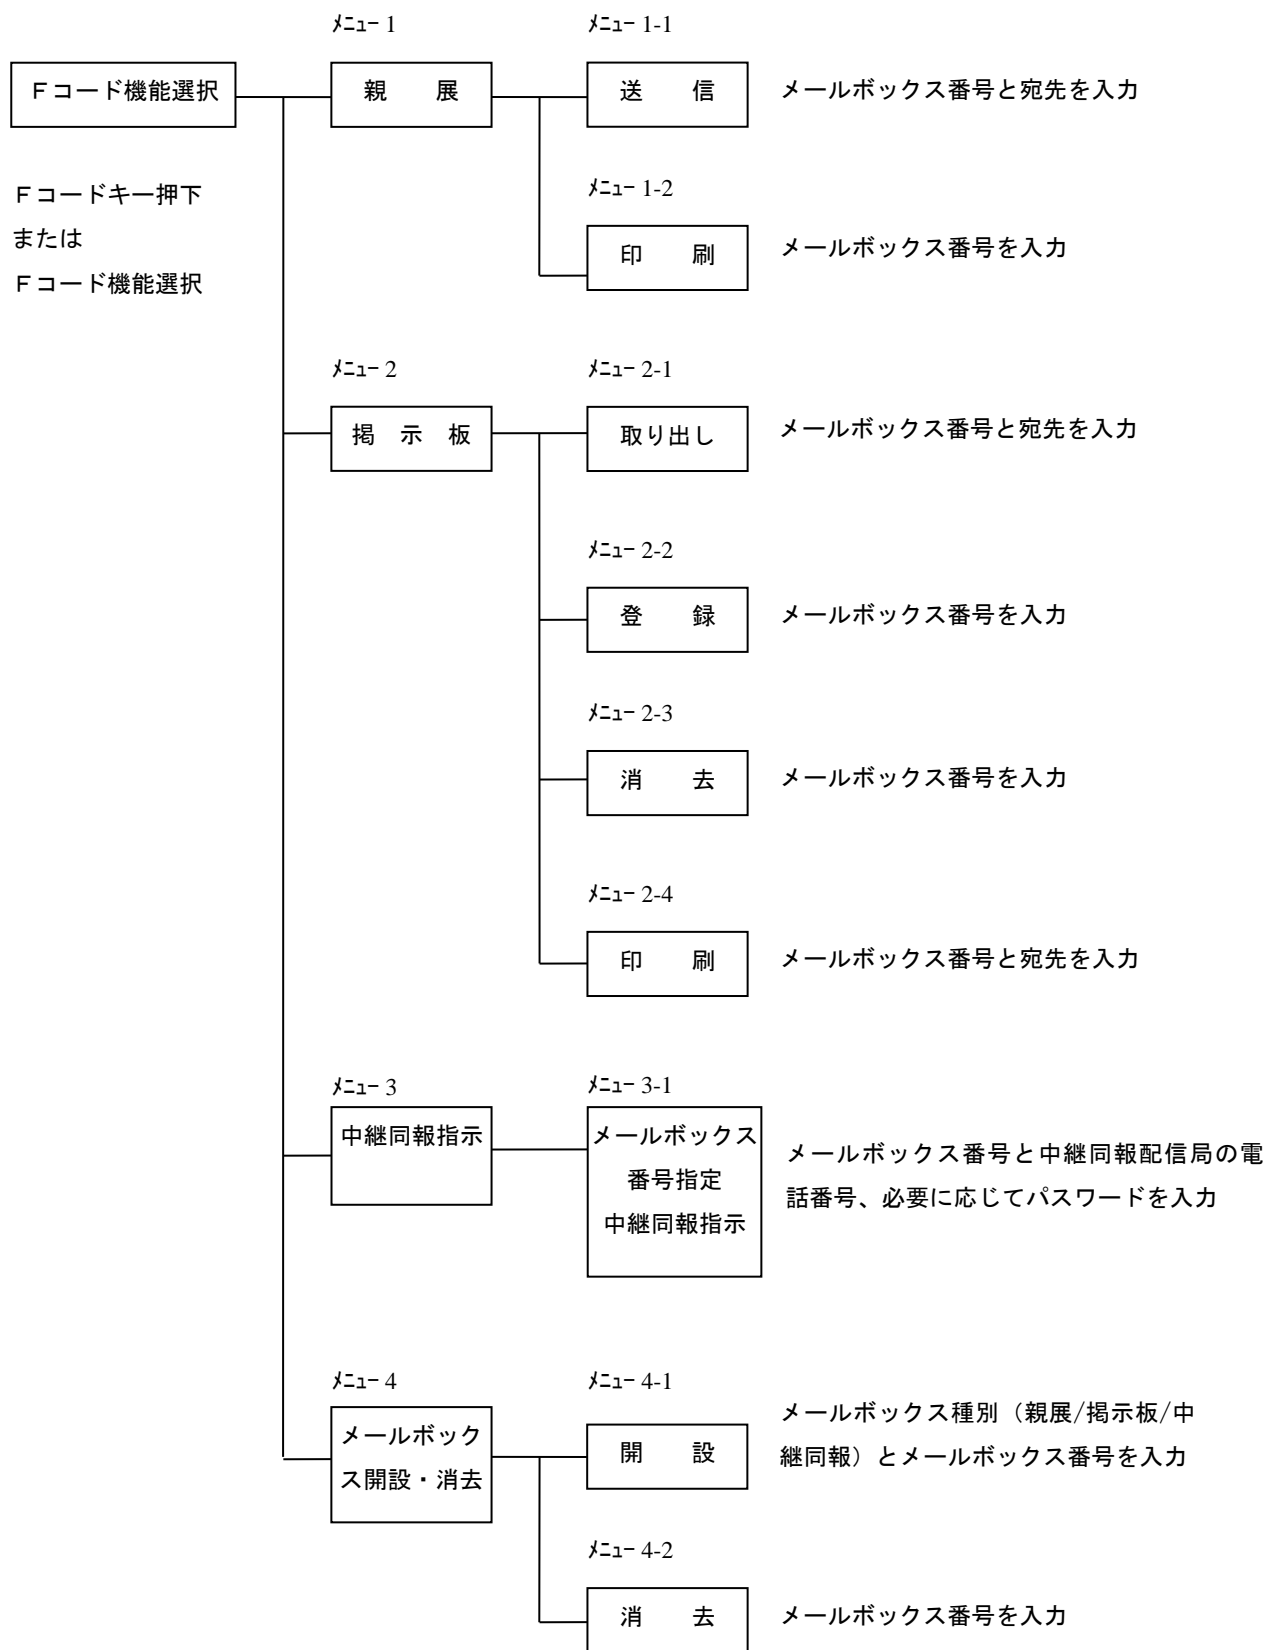 ﾒﾆｭｰ 1
ﾒﾆｭｰ 1-1
Ｆコード機能選択
親　展
送　信
メールボックス番号と宛先を入力
Ｆコードキー押下
または
Ｆコード機能選択
ﾒﾆｭｰ 1-2
印　刷
メールボックス番号を入力
ﾒﾆｭｰ 2
ﾒﾆｭｰ 2-1
掲　示　板
取り出し
メールボックス番号と宛先を入力
ﾒﾆｭｰ 2-2
登　録
メールボックス番号を入力
ﾒﾆｭｰ 2-3
消　去
メールボックス番号を入力
ﾒﾆｭｰ 2-4
印　刷
メールボックス番号と宛先を入力
ﾒﾆｭｰ 3
ﾒﾆｭｰ 3-1
中継同報指示
メールボックス
番号指定
中継同報指示
メールボックス番号と中継同報配信局の電
話番号、必要に応じてパスワードを入力
ﾒﾆｭｰ 4
ﾒﾆｭｰ 4-1
メールボック
ス開設・消去
開　設
メールボックス種別（親展/掲示板/中
継同報）とメールボックス番号を入力
ﾒﾆｭｰ 4-2
消　去
メールボックス番号を入力